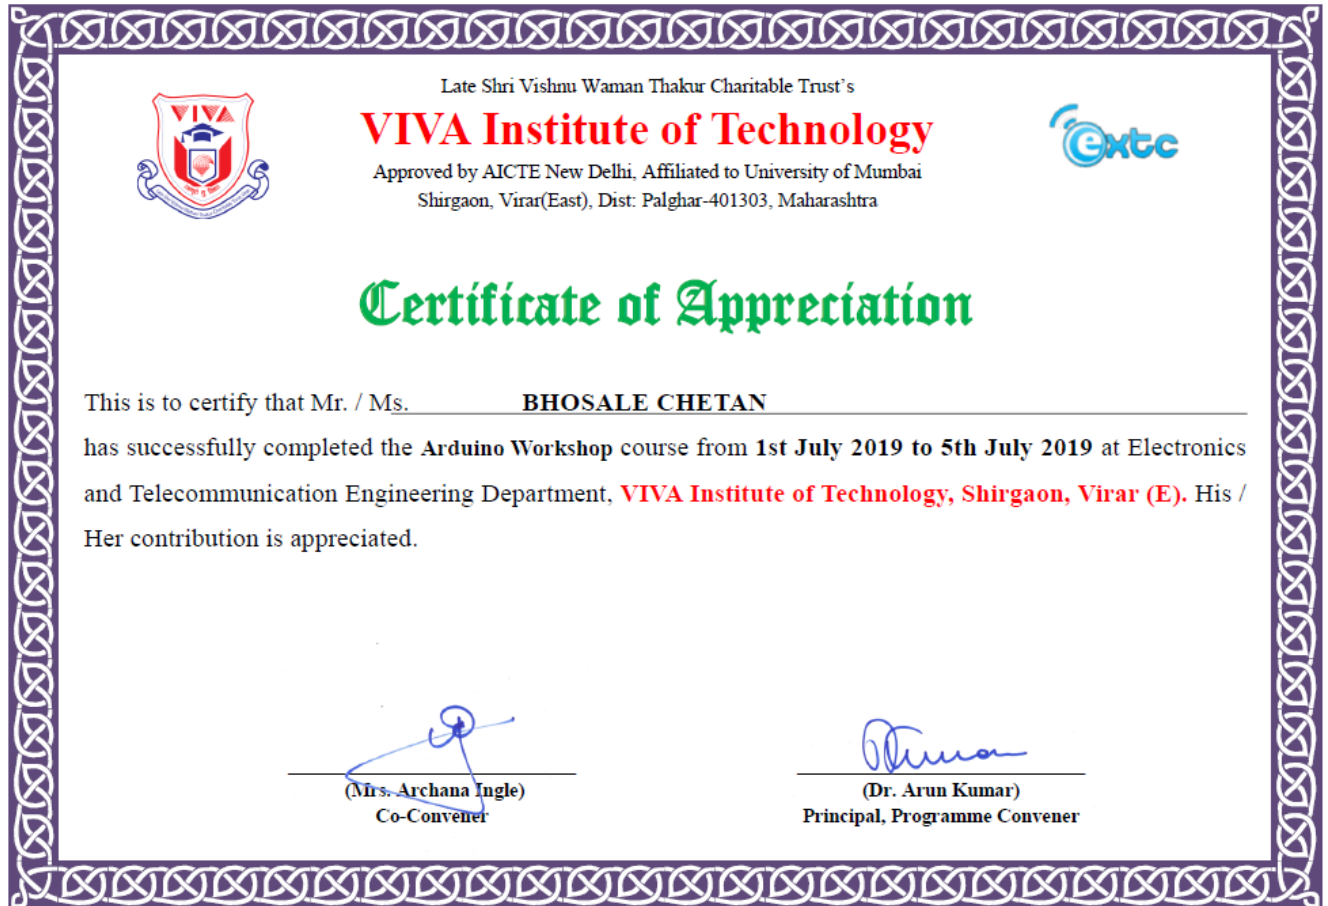 Late Shri Vishnu Waman Thakur Charitable Trust's
VIVA
VIVA Institute of Technology
extc
Approved by AICTE New Delhi, Affiliated to University of Mumbai
Shirgaon, Virar(East), Dist: Palghar-401303, Maharashtra
Certificate of Appreciation
This is to certify that Mr. / Ms. BHOSALE CHETAN
has successfully completed the Arduino Workshop course from 1st July 2019 to 5th July 2019 at Electronics
and Telecommunication Engineering Department, VIVA Institute of Technology, Shirgaon, Virar (E). His /
Her contribution is appreciated.
(Mrs. Archana Ingle)
Co-Convener
(Dr. Arun Kumar)
Principal, Programme Convener